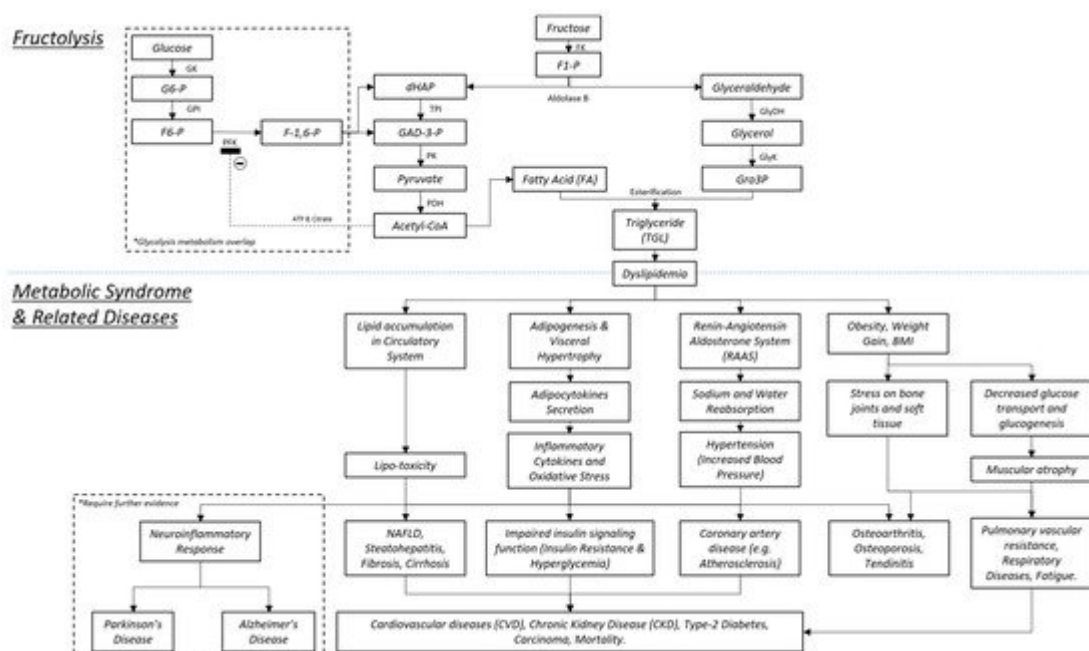 Fructolysis
Glucose
GK
G6-P
GPI
F6-P
PFK
F-1,6-P
ATP & Citrate
*Glycolysis metabolism overlap
Fructose
FK
F1-P
Aldolase B
dHAP
TPI
GAD-3-P
PK
Pyruvate
PDH
Acetyl-CoA
Fatty Acid (FA)
Glyceraldehyde
GlyDH
Glycerol
GlyK
Gro3P
Esterification
Triglyceride
(TGL)
Dyslipidemia
Metabolic Syndrome
& Related Diseases
Lipid accumulation
in Circulatory
System
Lipo-toxicity
NAFLD,
Steatohepatitis,
Fibrosis, Cirrhosis
Adipogenesis &
Visceral
Hypertrophy
Adipocytokines
Secretion
Inflammatory
Cytokines and
Oxidative Stress
Impaired insulin signaling
function (Insulin Resistance &
Hyperglycemia)
Renin-Angiotensin
Aldosterone System
(RAAS)
Sodium and Water
Reabsorption
Hypertension
(Increased Blood
Pressure)
Coronary artery
disease (e.g.
Atherosclerosis)
Obesity, Weight
Gain, BMI
Stress on bone
joints and soft
tissue
Osteoarthritis,
Osteoporosis,
Tendinitis
Decreased glucose
transport and
glucogenesis
Muscular atrophy
Pulmonary vascular
resistance,
Respiratory
Diseases, Fatigue.
*Require further evidence
Neuroinflammatory
Response
Parkinson's
Disease
Alzheimer's
Disease
Cardiovascular diseases (CVD), Chronic Kidney Disease (CKD), Type-2 Diabetes,
Carcinoma, Mortality.